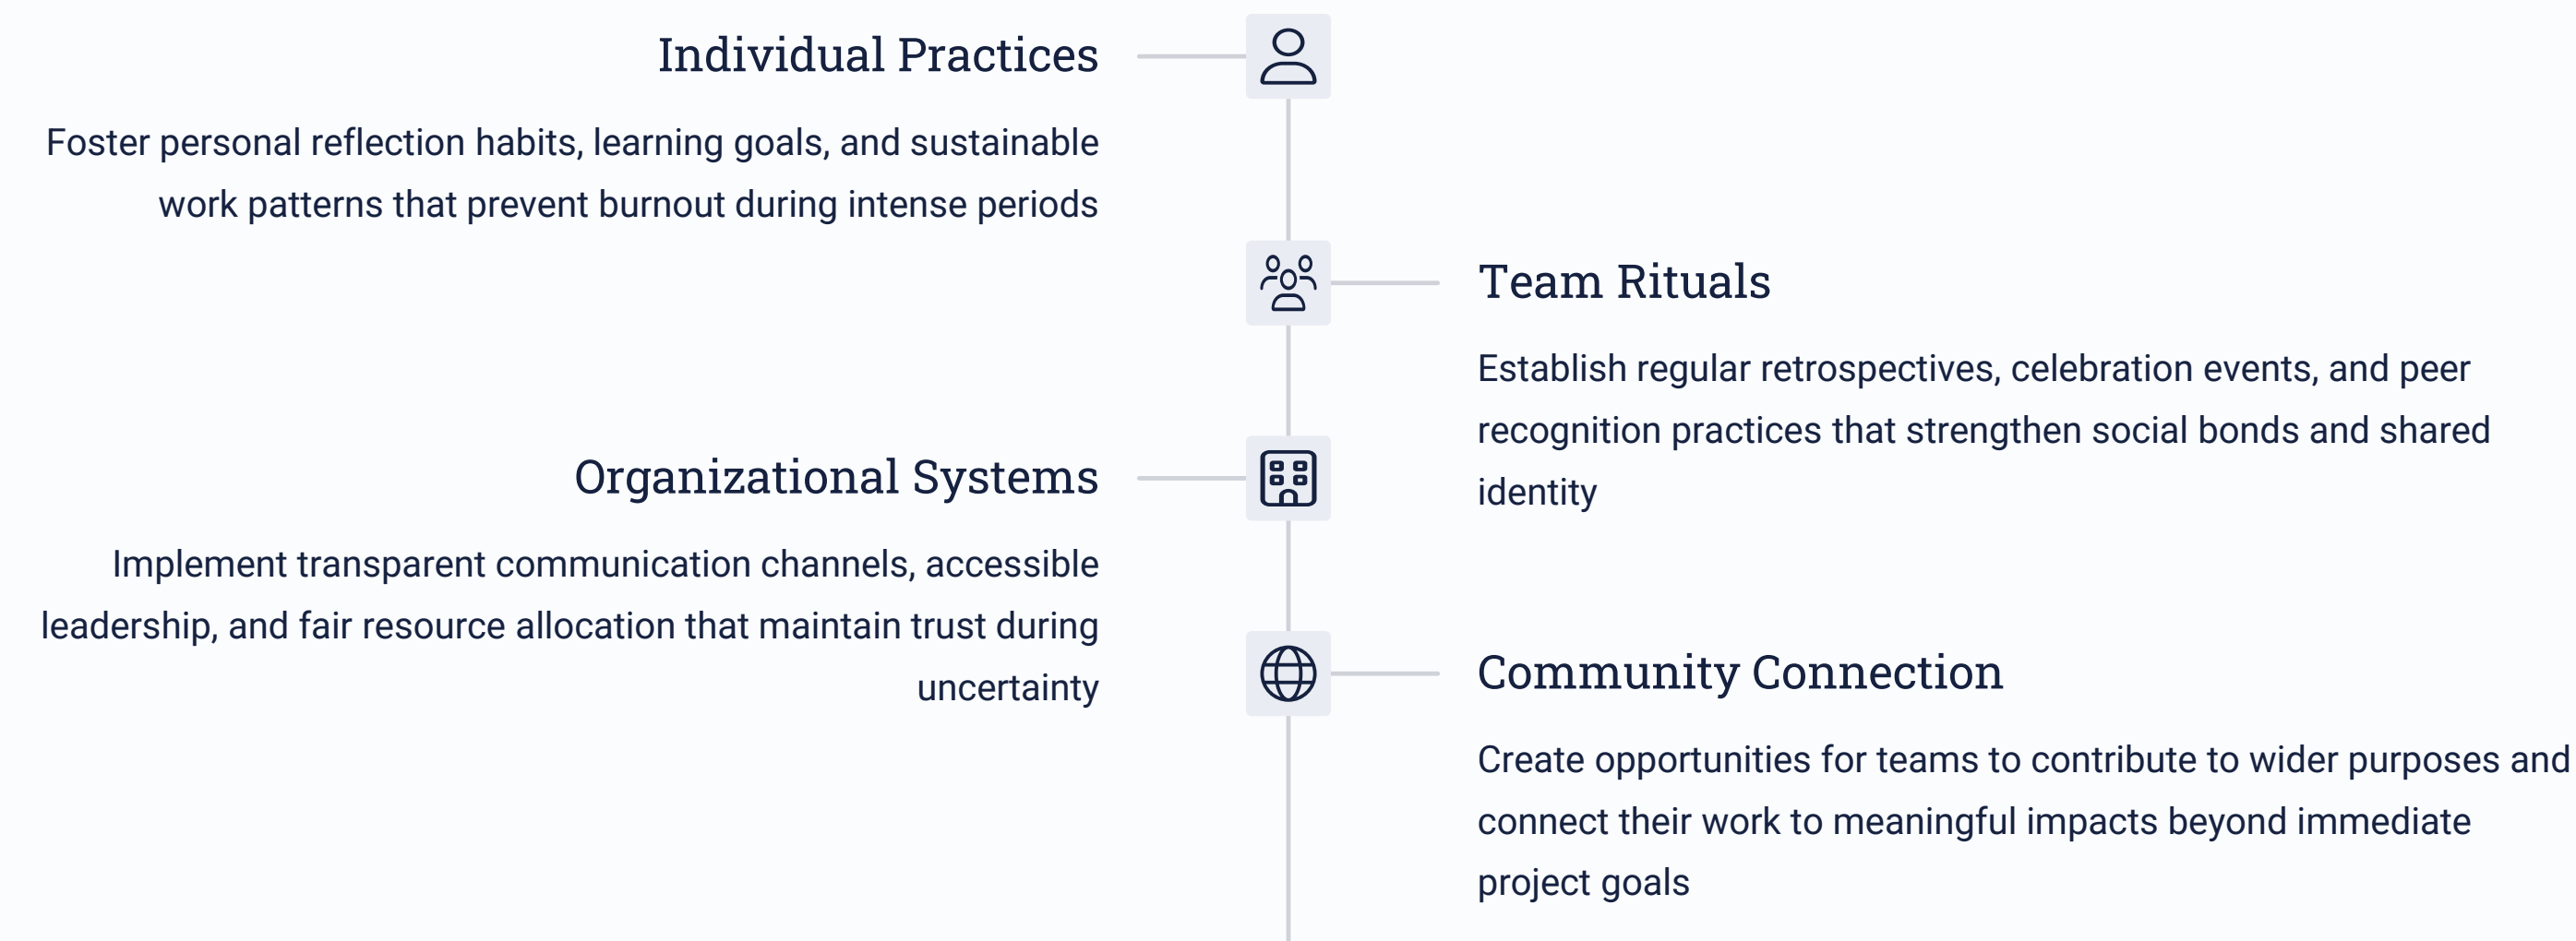 Individual Practices
Foster personal reflection habits, learning goals, and sustainable
work patterns that prevent burnout during intense periods
Team Rituals
Establish regular retrospectives, celebration events, and peer
recognition practices that strengthen social bonds and shared
identity
Organizational Systems
Implement transparent communication channels, accessible
leadership, and fair resource allocation that maintain trust during
uncertainty
Community Connection
Create opportunities for teams to contribute to wider purposes and
connect their work to meaningful impacts beyond immediate
project goals